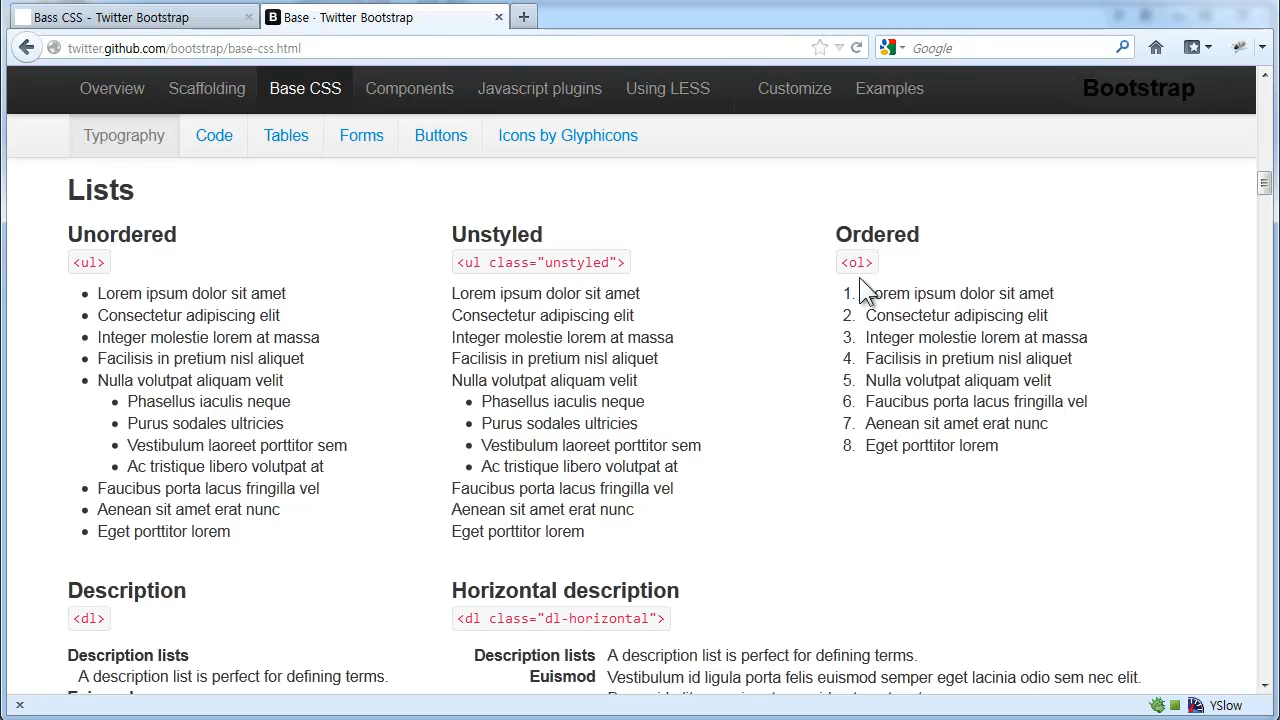 Bass CSS - Twitter Bootstrap
Base · Twitter Bootstrap
twitter.github.com/bootstrap/base-css.html
Google
Overview Scaffolding Base CSS Components Javascript plugins Using LESS Customize Examples Bootstrap
Typography Code Tables Forms Buttons Icons by Glyphicons
Lists
Unordered
<ul>
Lorem ipsum dolor sit amet
Consectetur adipiscing elit
Integer molestie lorem at massa
Facilisis in pretium nisl aliquet
Nulla volutpat aliquam velit
Phasellus iaculis neque
Purus sodales ultricies
Vestibulum laoreet porttitor sem
Ac tristique libero volutpat at
Faucibus porta lacus fringilla vel
Aenean sit amet erat nunc
Eget porttitor lorem
Unstyled
<ul class="unstyled">
Lorem ipsum dolor sit amet
Consectetur adipiscing elit
Integer molestie lorem at massa
Facilisis in pretium nisl aliquet
Nulla volutpat aliquam velit
Phasellus iaculis neque
Purus sodales ultricies
Vestibulum laoreet porttitor sem
Ac tristique libero volutpat at
Faucibus porta lacus fringilla vel
Aenean sit amet erat nunc
Eget porttitor lorem
Ordered
<ol>
1. Lorem ipsum dolor sit amet
2. Consectetur adipiscing elit
3. Integer molestie lorem at massa
4. Facilisis in pretium nisl aliquet
5. Nulla volutpat aliquam velit
6. Faucibus porta lacus fringilla vel
7. Aenean sit amet erat nunc
8. Eget porttitor lorem
Description
<dl>
Description lists
A description list is perfect for defining terms.
Horizontal description
<dl class="dl-horizontal">
Description lists A description list is perfect for defining terms.
Euismod Vestibulum id ligula porta felis euismod semper eget lacinia odio sem nec elit.
YSlow